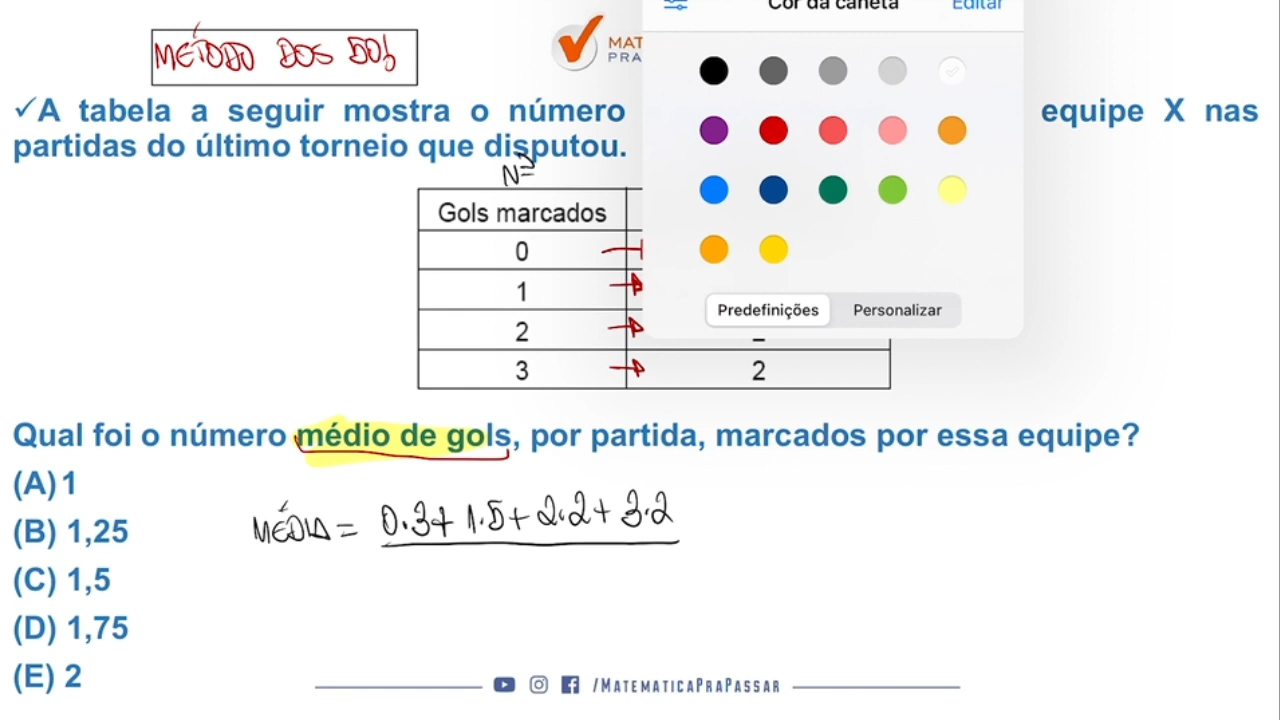 Cor da caneta Editar
MÉTODO DOS
MAT
PRA
✓A tabela a seguir mostra o número equipe X nas
partidas do último torneio que disputou.
Nº
Gols marcados
0
1
2
3 2
Predefinições Personalizar
Qual foi o número médio de gols, por partida, marcados por essa equipe?
(A) 1
(B) 1,25
(C) 1,5
(D) 1,75
(E) 2
MÉDIA = 0.3+ 1.5+ 2.2+ 3.2
/MATEMATICAPRAPASSAR